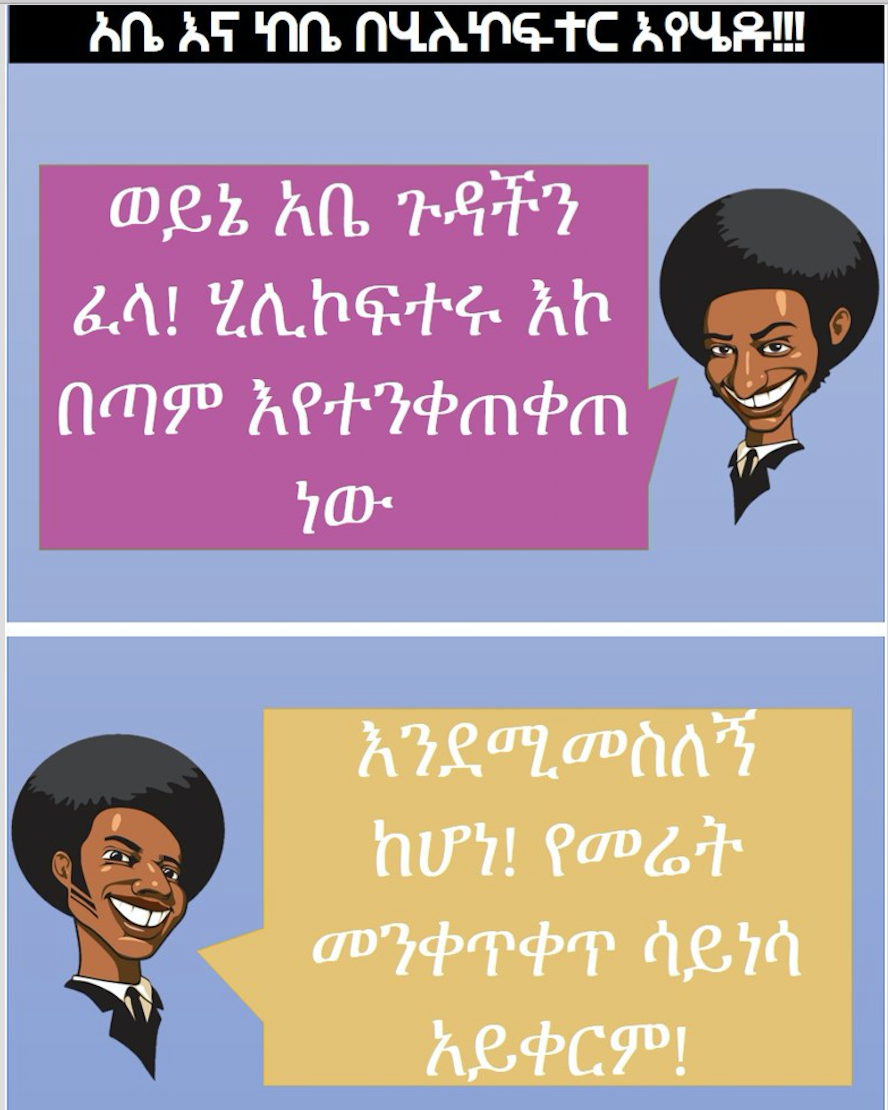 አቤ እና ከቤ በሂሊኮፍተር እየሄዱ!!!
ወይኔ አቤ ጉዳችን
ፈላ! ሂሊኮፍተሩ እኮ
በጣም እየተንቀጠቀጠ
ነው
እንደሚመስለኝ
ከሆነ! የመሬት
መንቀጥቀጥ ሳይነሳ
አይቀርም!